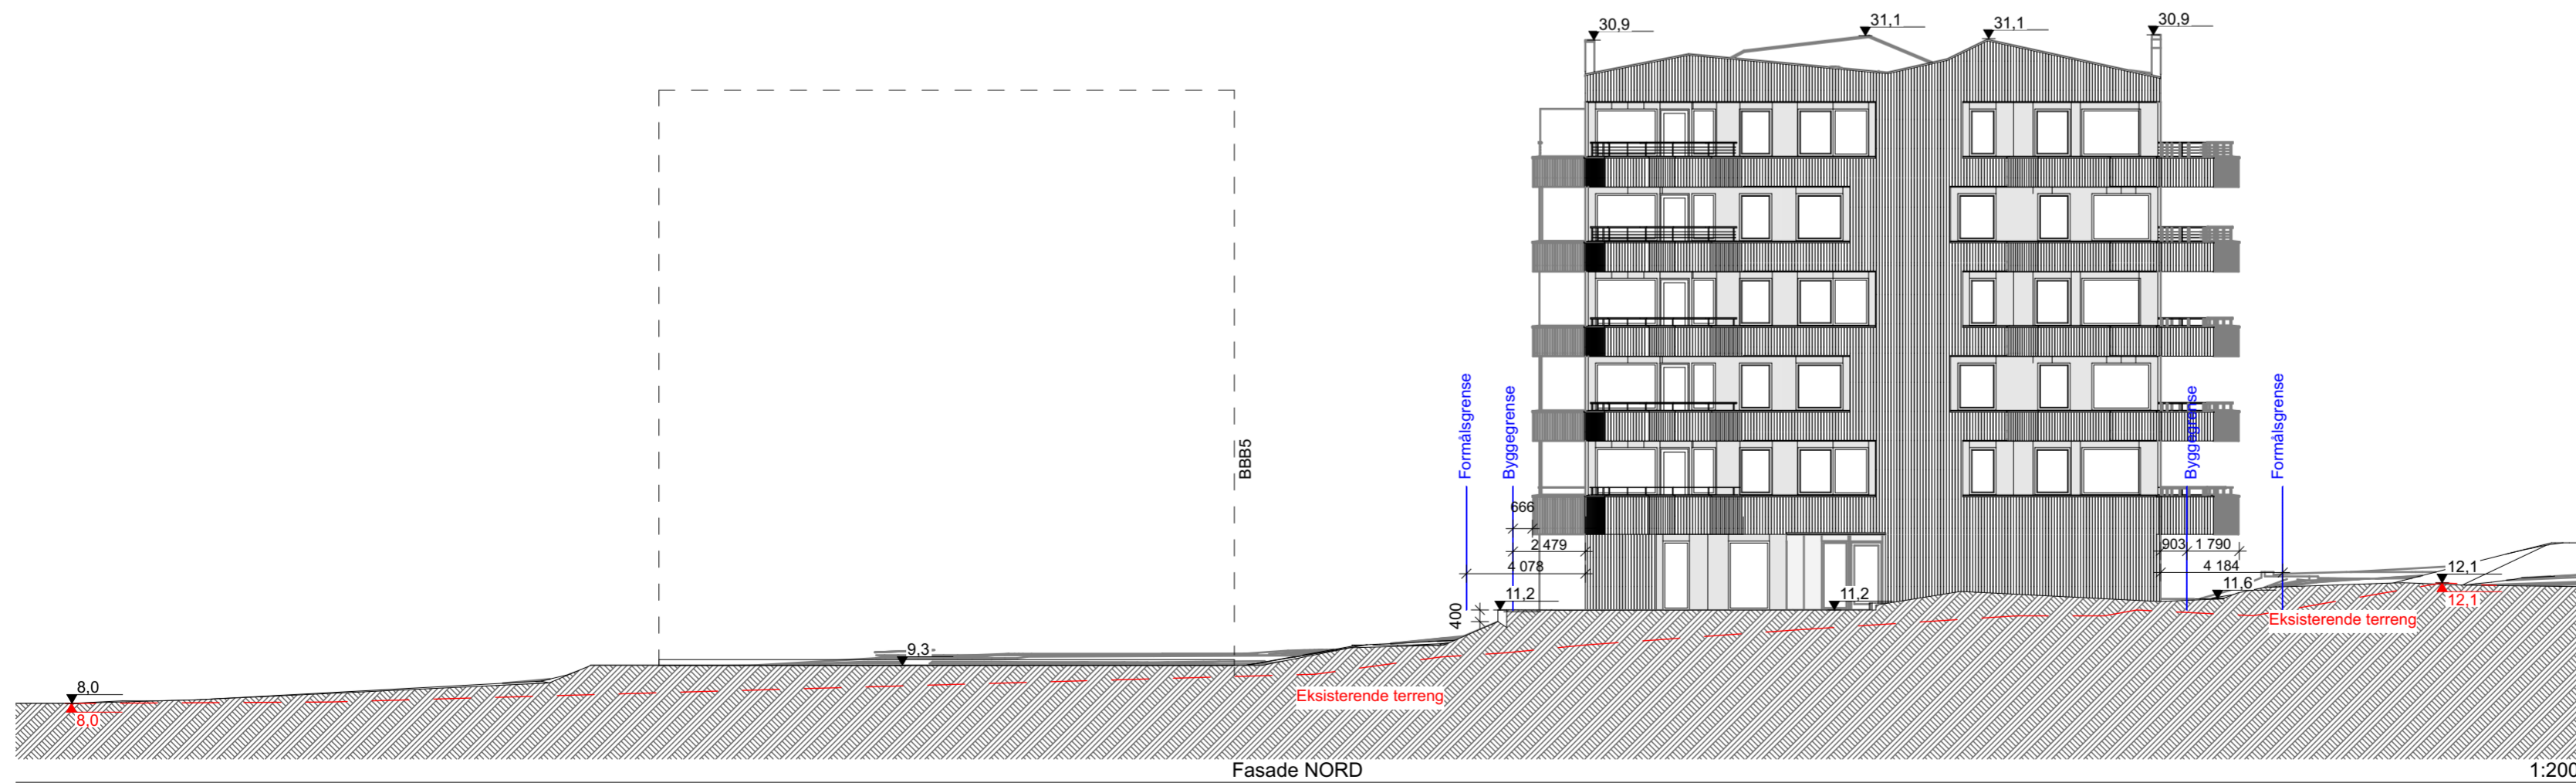 30,9
31,1
31,1
30,9
BBB5
Formålsgrense
Byggegrense
Byggegrense
Formålsgrense
666
2 479
4 078
903
1 790
4 184
400
11,2
11,2
11,6
12,1
12,1
Eksisterende terreng
9,3
8,0
8,0
Eksisterende terreng
Fasade NORD
1:200